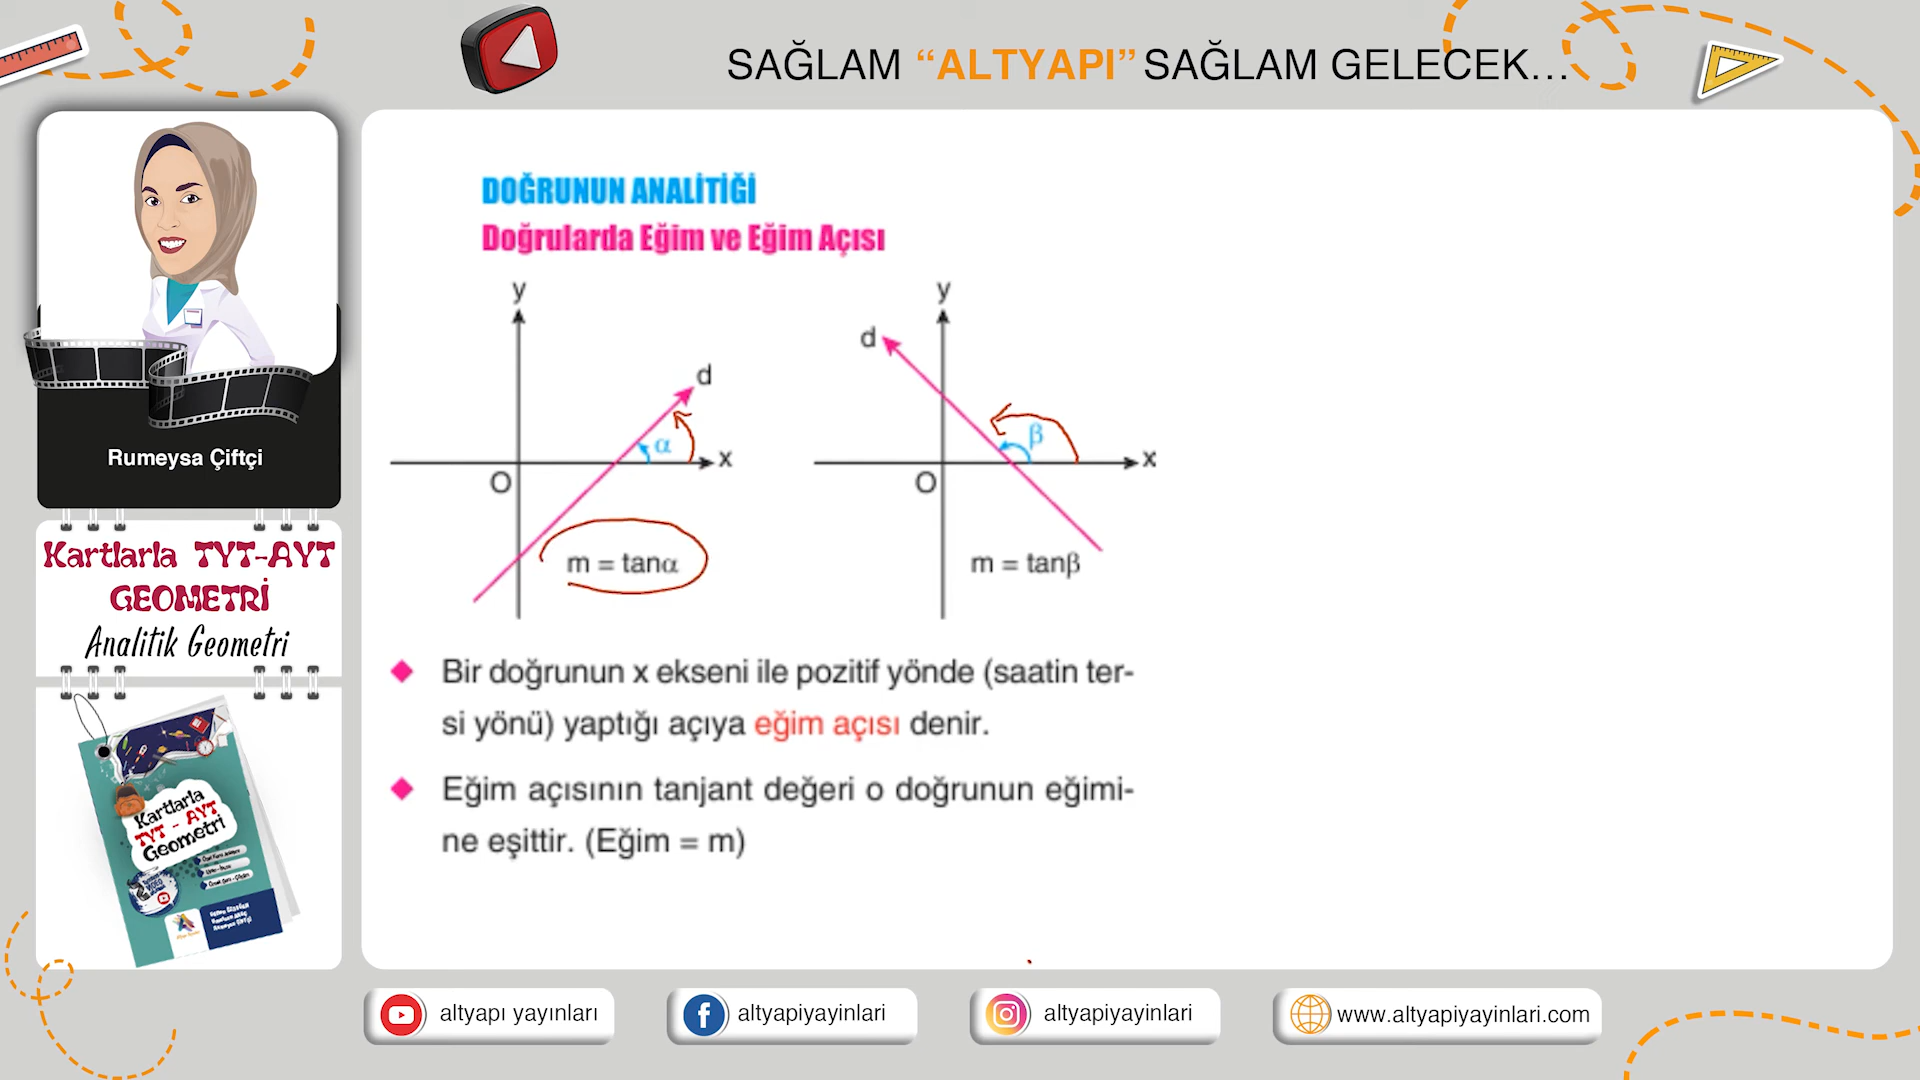 SAĞLAM “ALTYAPI” SAĞLAM GELECEK...
Rumeysa Çiftçi
Kartlarla TYT-AYT
GEOMETRİ
Analitik Geometri
Kartlarla
TYT - AYT
Geometri
DOĞRUNUN ANALİTİĞİ
Doğrularda Eğim ve Eğim Açısı
y
d
α
x
O
m = tanα
y
d
β
x
O
m = tanβ
Bir doğrunun x ekseni ile pozitif yönde (saatin ter-
si yönü) yaptığı açıya eğim açısı denir.
Eğim açısının tanjant değeri o doğrunun eğimi-
ne eşittir. (Eğim = m)
altyapı yayınları
altyapiyayinlari
altyapiyayinlari
www.altyapiyayinlari.com